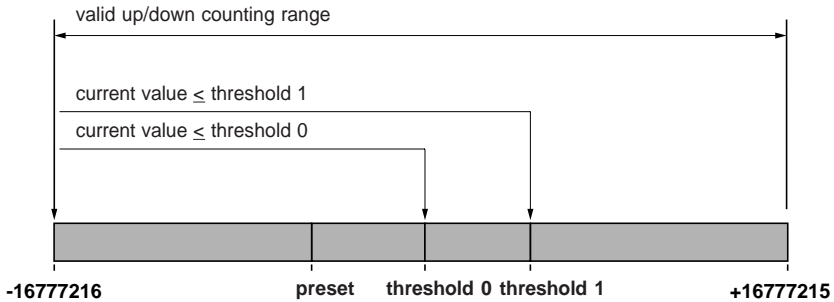 valid up/down counting range
current value ≤ threshold 1
current value ≤ threshold 0
-16777216 preset threshold 0 threshold 1 +16777215